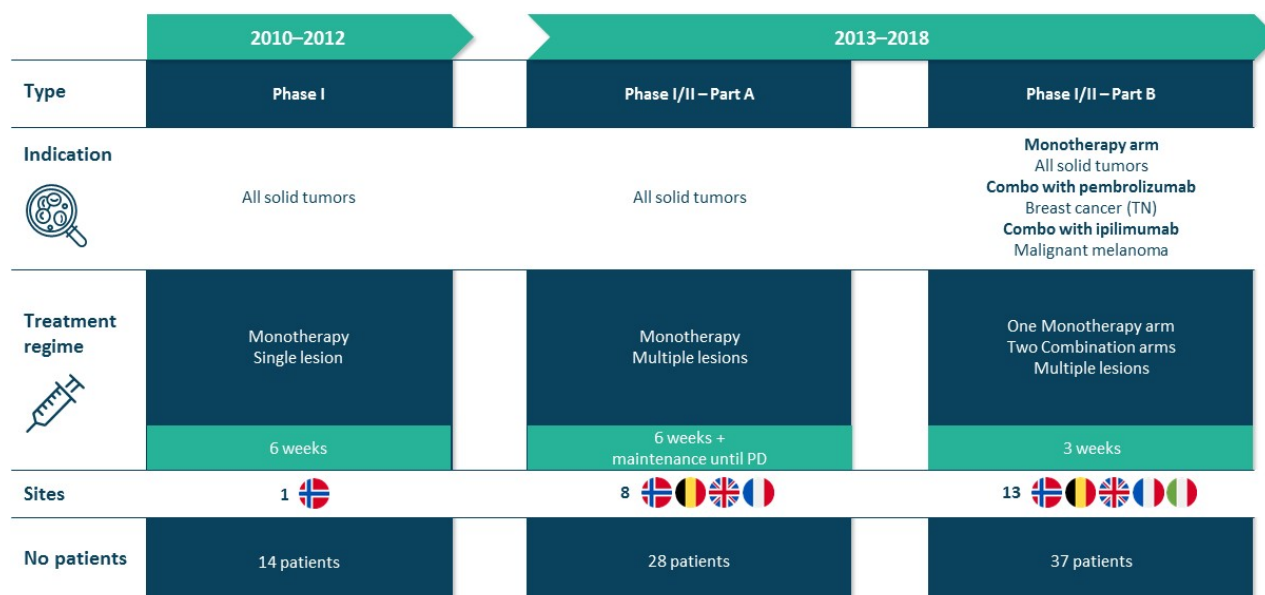 2010–2012
2013–2018
Type
Phase I
Phase I/II – Part A
Phase I/II – Part B
Indication
All solid tumors
All solid tumors
Monotherapy arm
All solid tumors
Combo with pembrolizumab
Breast cancer (TN)
Combo with ipilimumab
Malignant melanoma
Treatment
regime
Monotherapy
Single lesion
Monotherapy
Multiple lesions
One Monotherapy arm
Two Combination arms
Multiple lesions
6 weeks
6 weeks +
maintenance until PD
3 weeks
Sites
1
8
13
No patients
14 patients
28 patients
37 patients